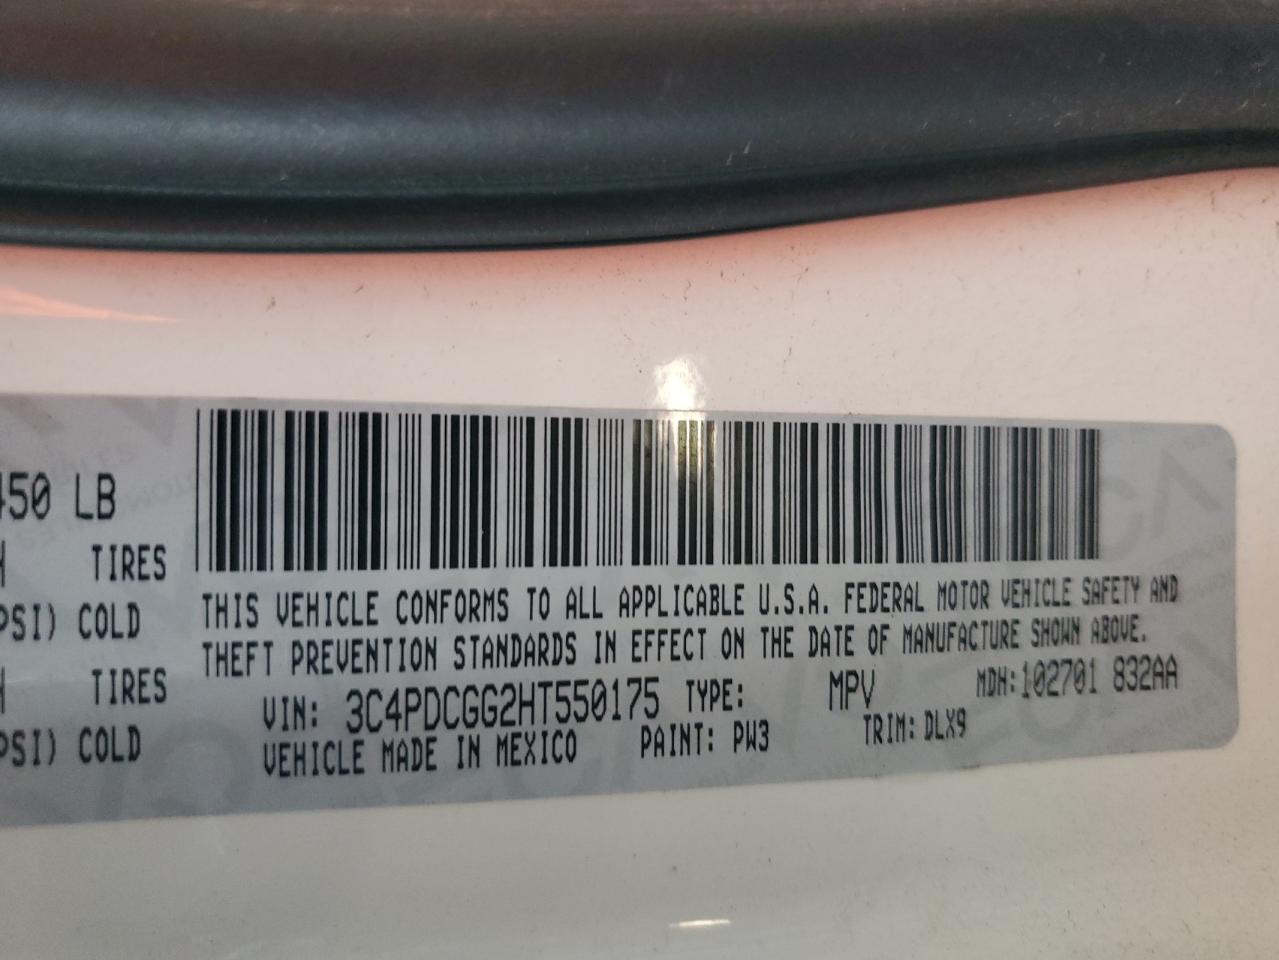 450 LB
TIRES
PSI) COLD
TIRES
PSI) COLD
THIS VEHICLE CONFORMS TO ALL APPLICABLE U.S.A. FEDERAL MOTOR VEHICLE SAFETY AND
THEFT PREVENTION STANDARDS IN EFFECT ON THE DATE OF MANUFACTURE SHOWN ABOVE.
VIN: 3C4PDCGG2HT550175 TYPE: MPV MDH:102701 832AA
VEHICLE MADE IN MEXICO PAINT: PW3 TRIM: DLX9